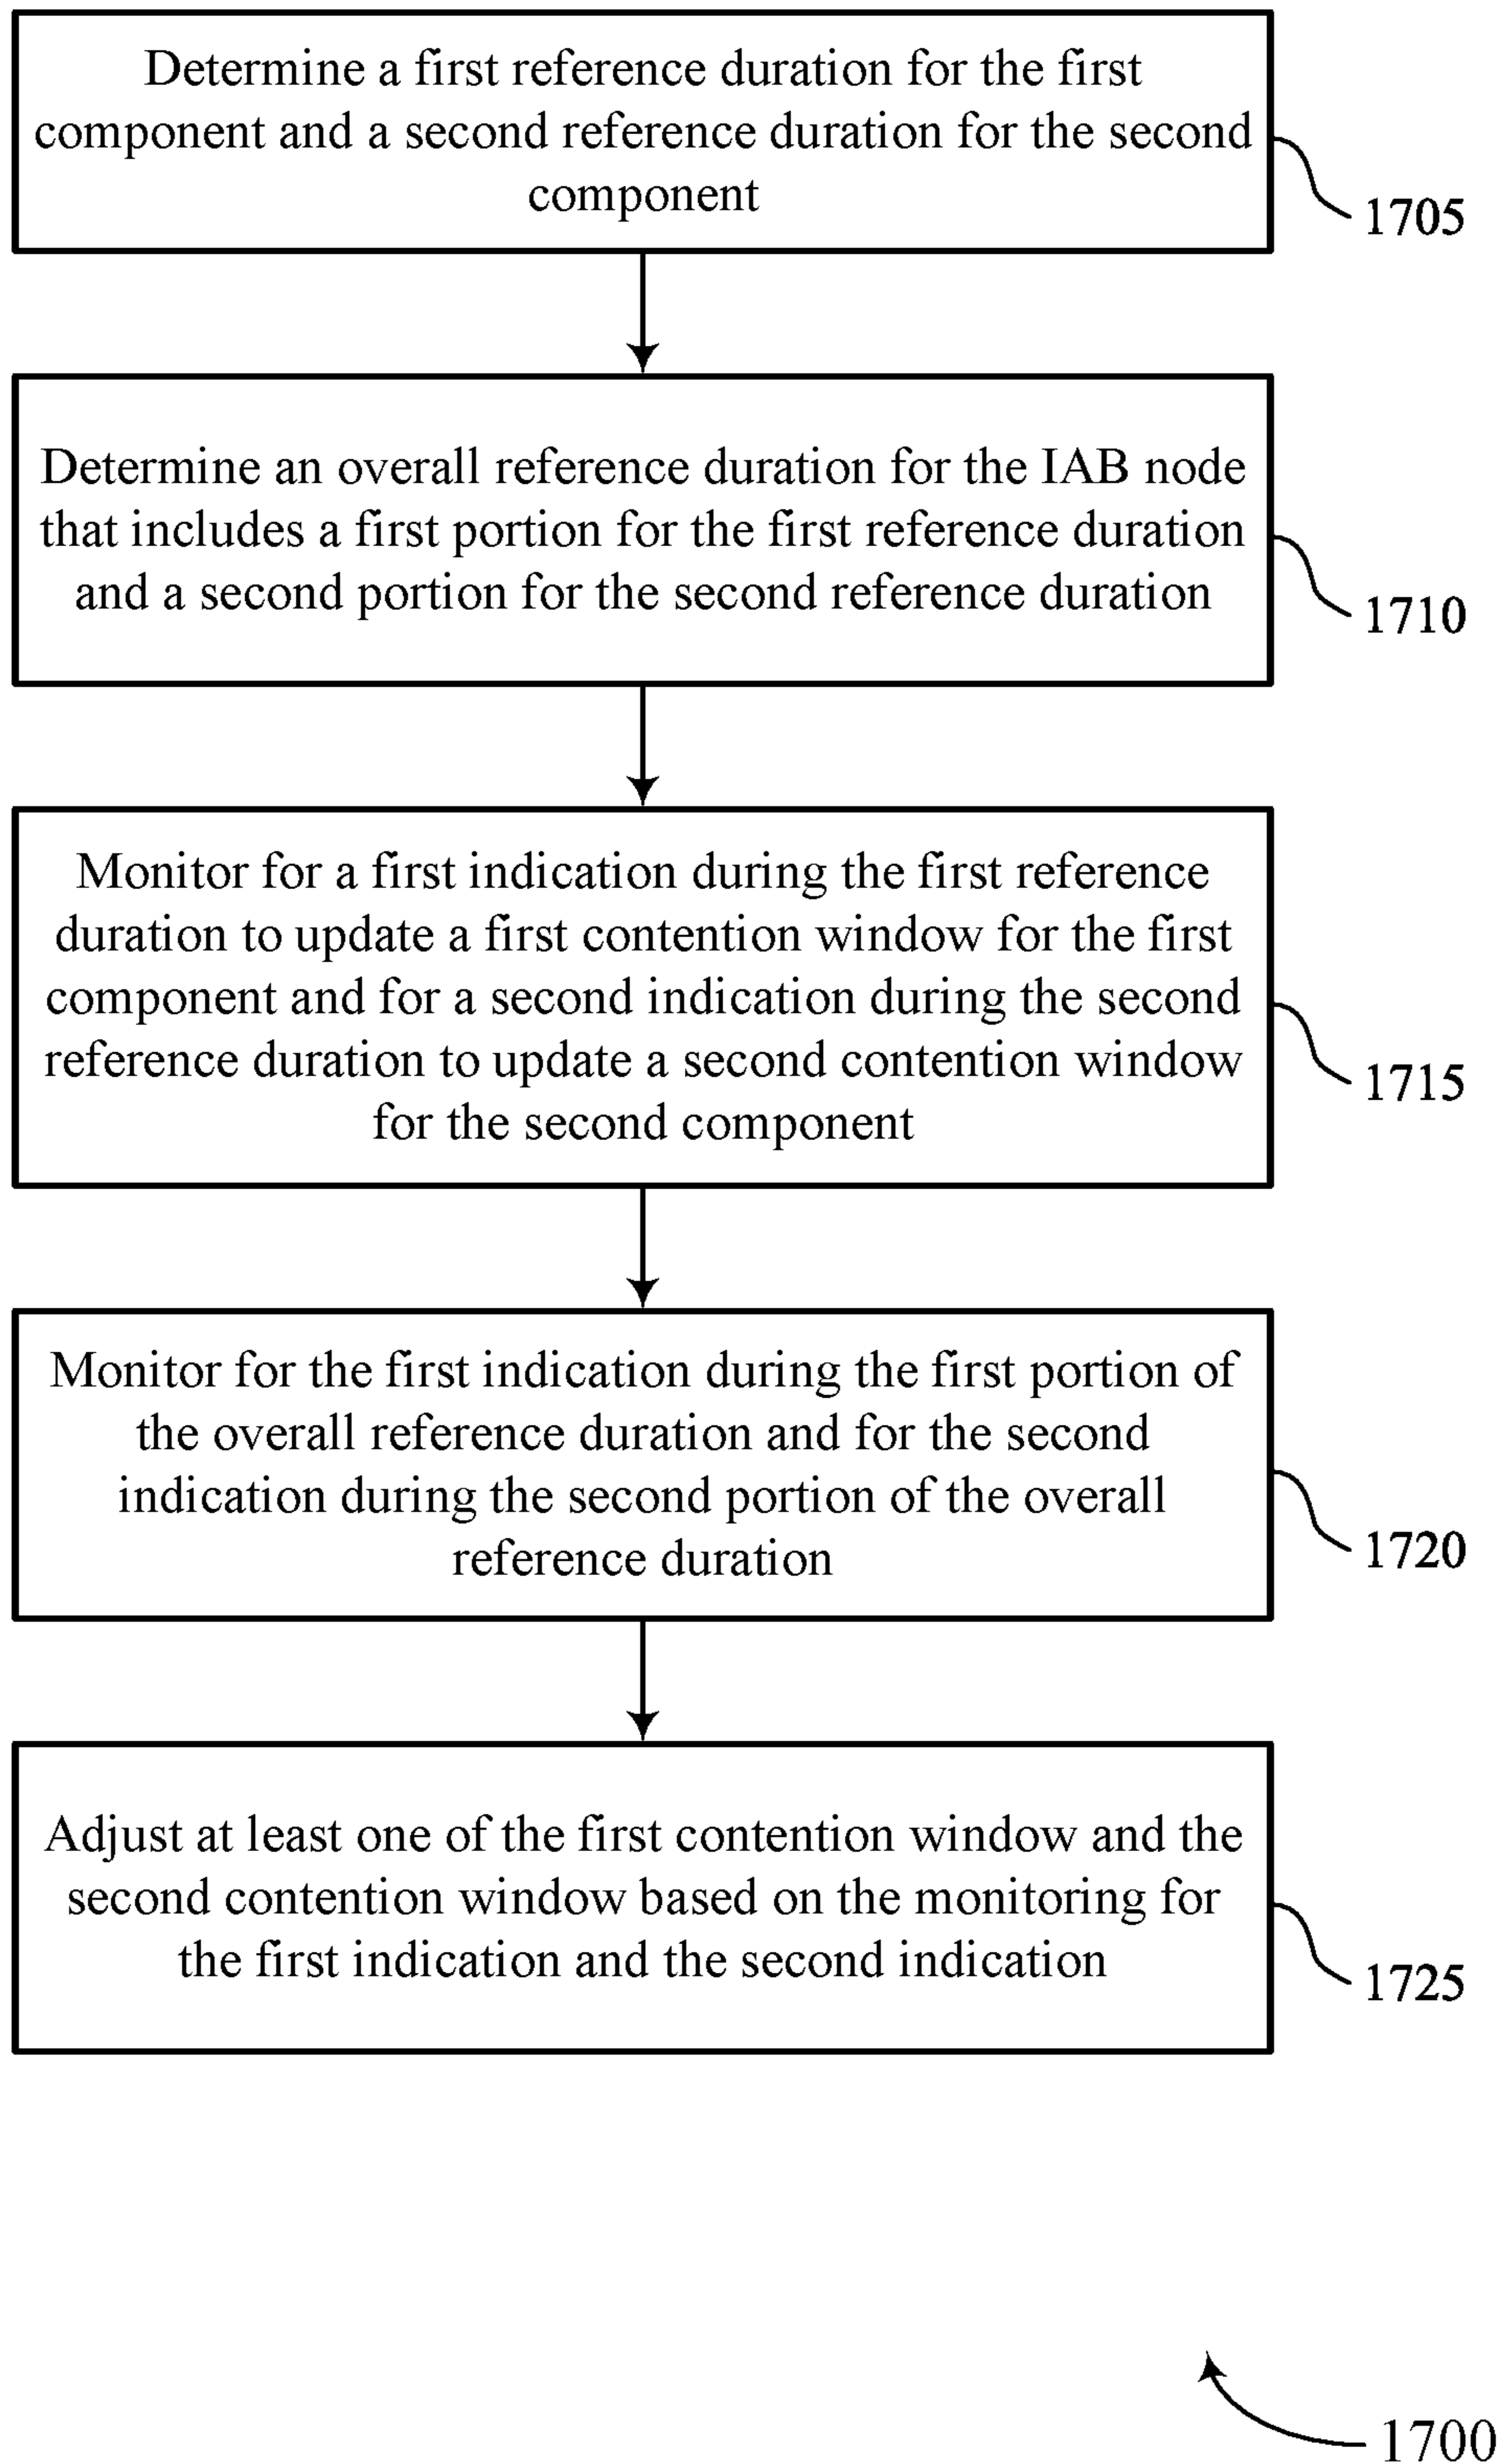 Determine a first reference duration for the first
component and a second reference duration for the second
component
1705
Determine an overall reference duration for the IAB node
that includes a first portion for the first reference duration
and a second portion for the second reference duration
1710
Monitor for a first indication during the first reference
duration to update a first contention window for the first
component and for a second indication during the second
reference duration to update a second contention window
for the second component
1715
Monitor for the first indication during the first portion of
the overall reference duration and for the second
indication during the second portion of the overall
reference duration
1720
Adjust at least one of the first contention window and the
second contention window based on the monitoring for
the first indication and the second indication
1725
1700